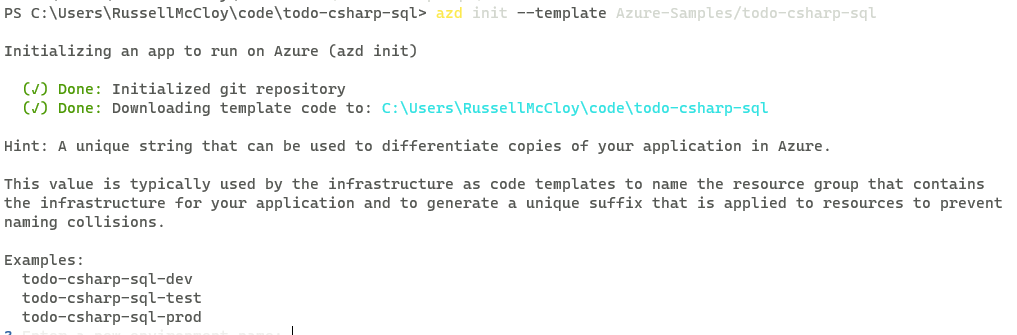 PS C:\Users\RussellMcCloy\code\todo-csharp-sql> azd init --template Azure-Samples/todo-csharp-sql
Initializing an app to run on Azure (azd init)
(✓) Done: Initialized git repository
(✓) Done: Downloading template code to: C:\Users\RussellMcCloy\code\todo-csharp-sql
Hint: A unique string that can be used to differentiate copies of your application in Azure.
This value is typically used by the infrastructure as code templates to name the resource group that contains
the infrastructure for your application and to generate a unique suffix that is applied to resources to prevent
naming collisions.
Examples:
todo-csharp-sql-dev
todo-csharp-sql-test
todo-csharp-sql-prod
? Enter a new environment name: